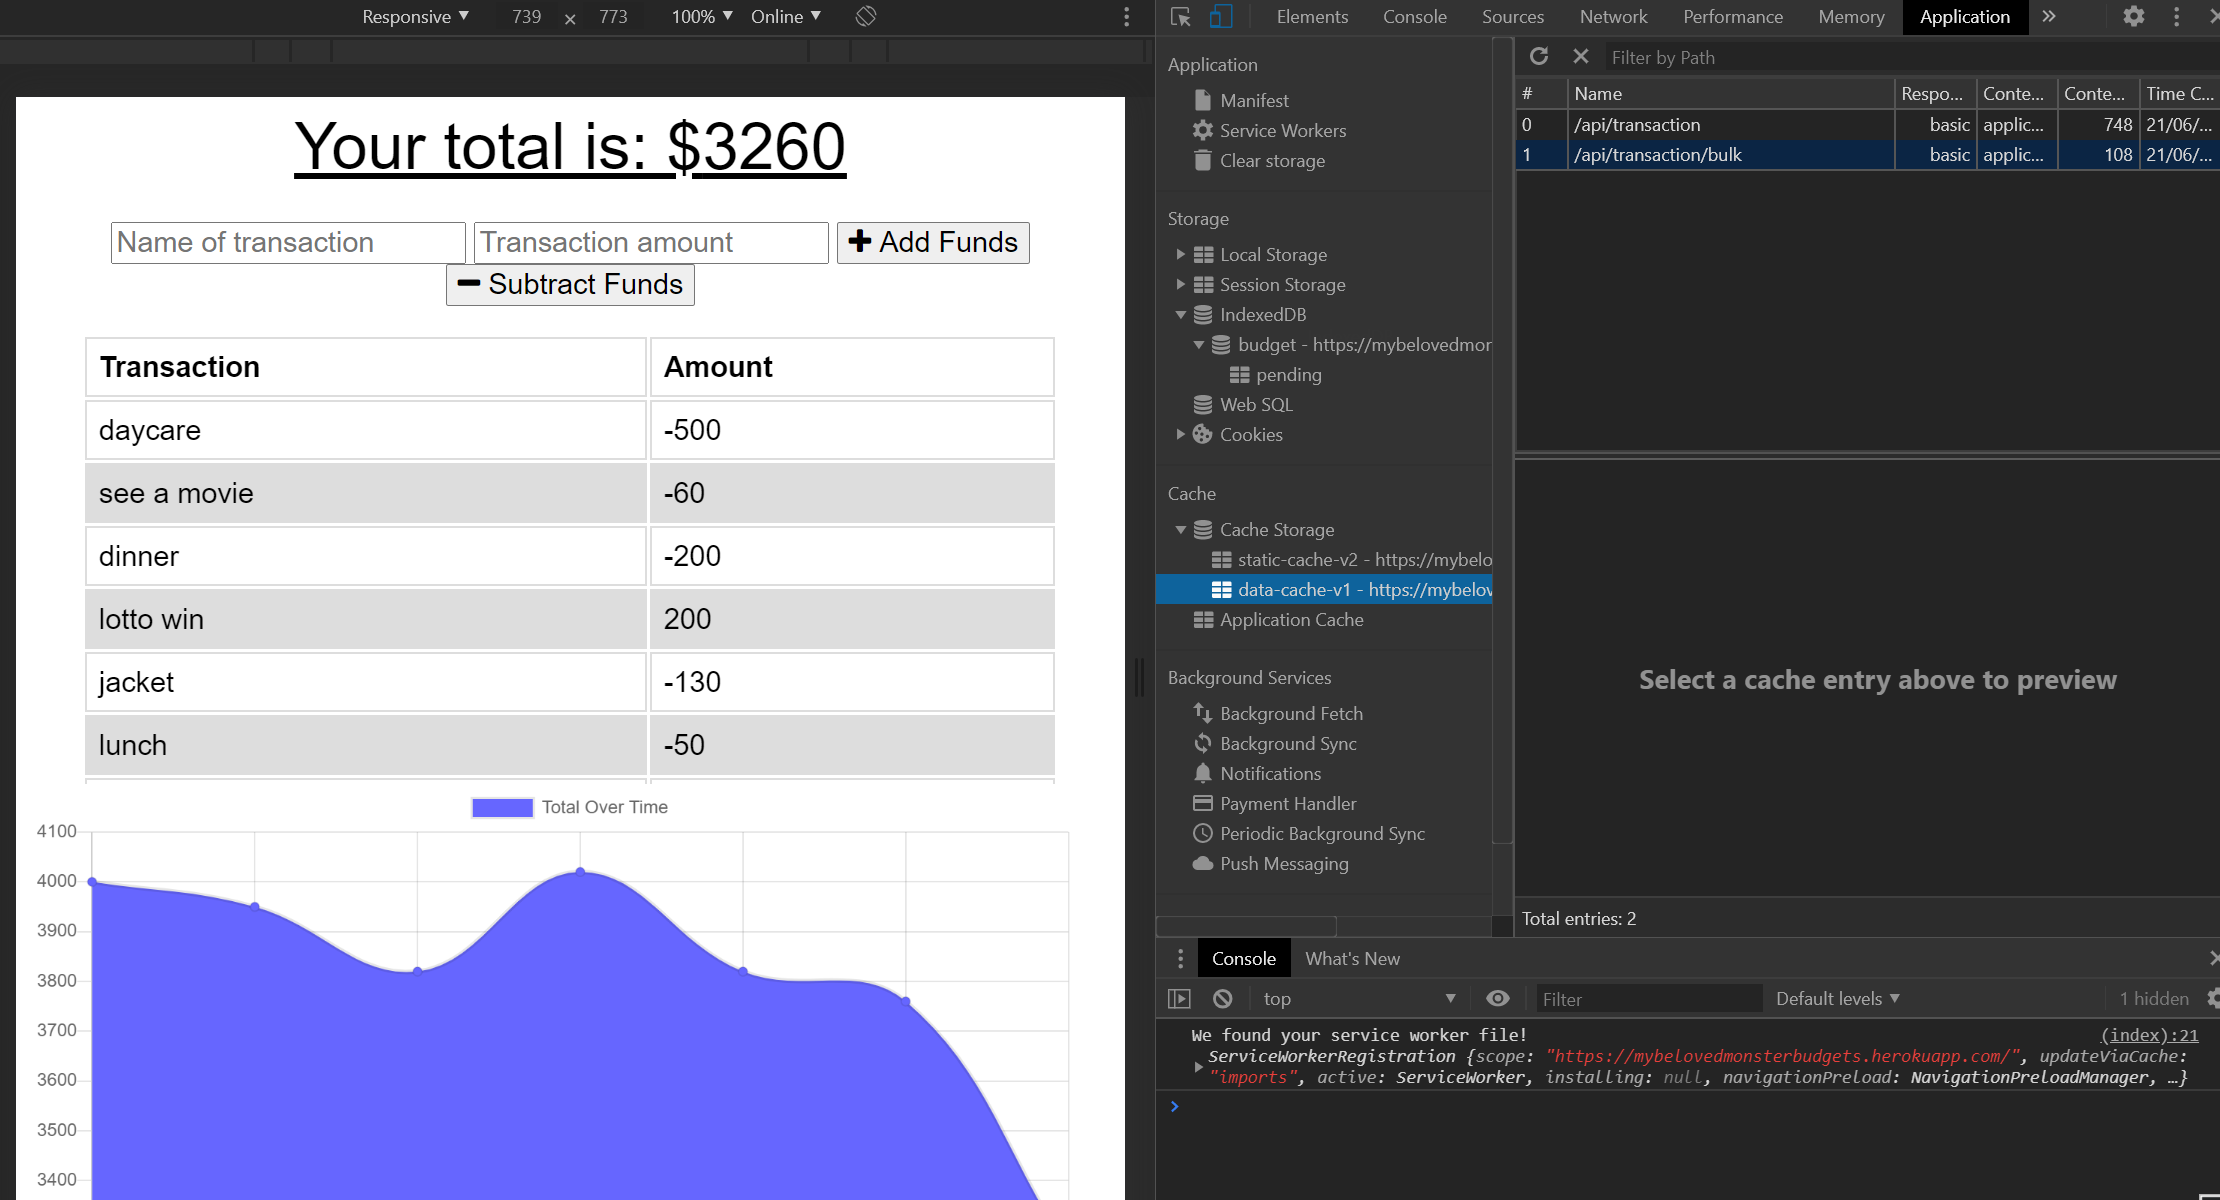 Responsive ▼ 739 × 773 100% ▼ Online ▼
Your total is: $3260
Name of transaction Transaction amount + Add Funds
− Subtract Funds
Transaction Amount
daycare -500
see a movie -60
dinner -200
lotto win 200
jacket -130
lunch -50
Total Over Time
4100
4000
3900
3800
3700
3600
3500
3400
Elements Console Sources Network Performance Memory Application »
Application
Manifest
Service Workers
Clear storage
Storage
Local Storage
Session Storage
IndexedDB
budget - https://mybelovedmor
pending
Web SQL
Cookies
Cache
Cache Storage
static-cache-v2 - https://mybelo
data-cache-v1 - https://mybelov
Application Cache
Background Services
Background Fetch
Background Sync
Notifications
Payment Handler
Periodic Background Sync
Push Messaging
Filter by Path
# Name Respo... Conte... Conte... Time C...
0 /api/transaction basic applic... 748 21/06/...
1 /api/transaction/bulk basic applic... 108 21/06/...
Select a cache entry above to preview
Total entries: 2
Console What's New
top ▼ Filter Default levels ▼ 1 hidden
We found your service worker file! (index):21
ServiceWorkerRegistration {scope: "https://mybelovedmonsterbudgets.herokuapp.com/", updateViaCache:
"imports", active: ServiceWorker, installing: null, navigationPreload: NavigationPreloadManager, …}